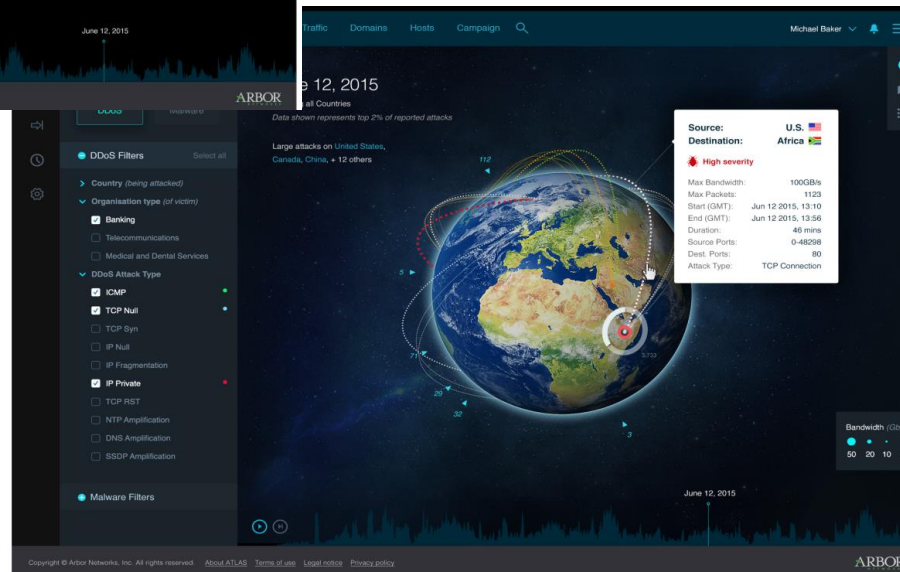 June 12, 2015
ARBOR
NETWORKS
Traffic Domains Hosts Campaign
Michael Baker
12, 2015
all Countries
Data shown represents top 2% of reported attacks
Large attacks on United States,
Canada, China, + 12 others
DDoS Malware
DDoS Filters Select all
Country (being attacked)
Organisation type (of victim)
Banking
Telecommunications
Medical and Dental Services
DDoS Attack Type
ICMP
TCP Null
TCP Syn
IP Null
IP Fragmentation
IP Private
TCP RST
NTP Amplification
DNS Amplification
SSDP Amplification
Malware Filters
112
5
71
29
32
3
3,733
Source: U.S.
Destination: Africa
High severity
Max Bandwidth: 100GB/s
Max Packets: 1123
Start (GMT): Jun 12 2015, 13:10
End (GMT): Jun 12 2015, 13:56
Duration: 46 mins
Source Ports: 0-48298
Dest. Ports: 80
Attack Type: TCP Connection
Bandwidth (Gb
50 20 10
June 12, 2015
Copyright © Arbor Networks, Inc. All rights reserved. About ATLAS Terms of use Legal notice Privacy policy
ARBOR